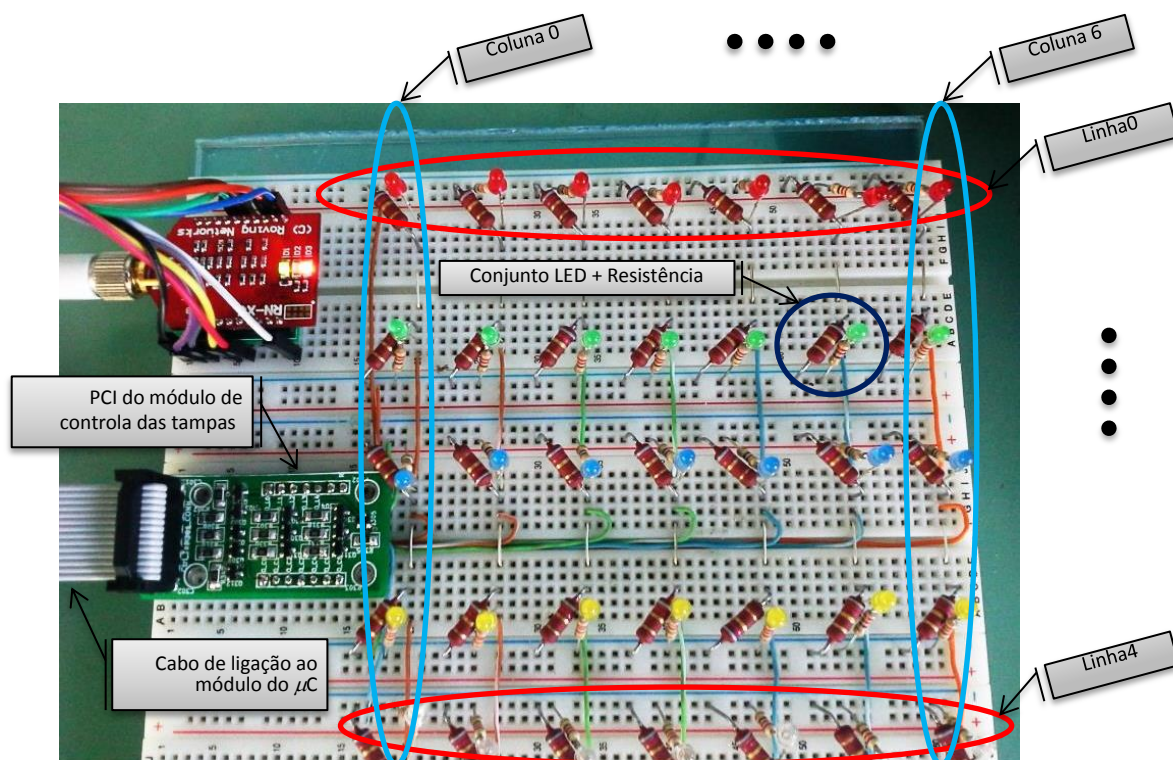 Coluna 0
Coluna 6
Linha0
Conjunto LED + Resistência
(C) Roving Networks
RN-X
PCI do módulo de
controla das tampas
Cabo de ligação ao
módulo do µC
Linha4